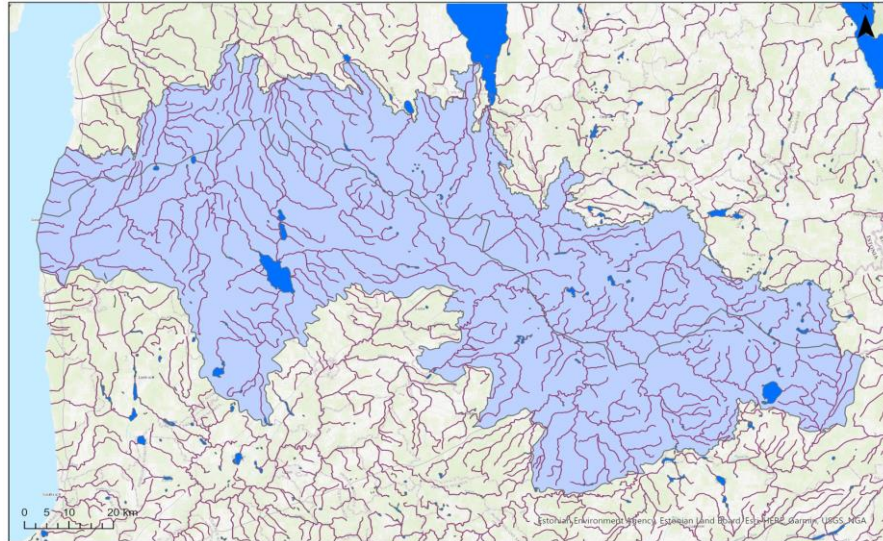 N
0 5 10 20 km
Estonian Environment Agency, Estonian Land Board, Esri, HERE, Garmin, USGS, NGA